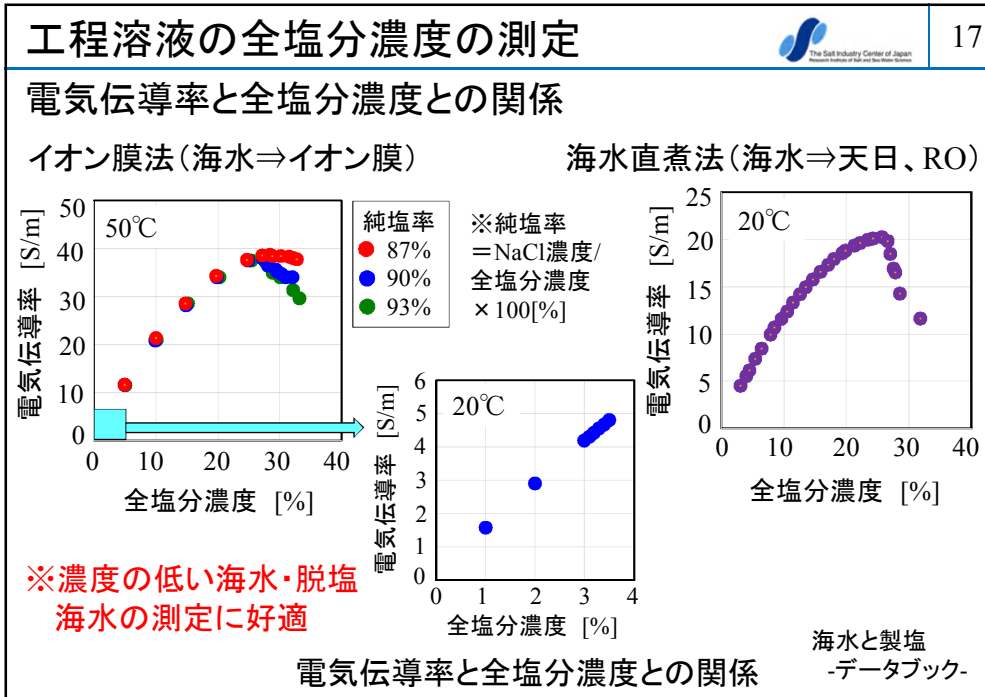 工程溶液の全塩分濃度の測定
The Salt Industry Center of Japan
Research Institute of Salt and Sea Water Science
17
電気伝導率と全塩分濃度との関係
イオン膜法(海水⇒イオン膜)
50℃
電気伝導率 [S/m]
50
40
30
20
10
0
0 10 20 30 40
全塩分濃度 [%]
純塩率
87%
90%
93%
※純塩率
=NaCl濃度/
全塩分濃度
×100[%]
20℃
電気伝導率 [S/m]
6
5
4
3
2
1
0
0 1 2 3 4
全塩分濃度 [%]
海水直煮法(海水⇒天日、RO)
20℃
電気伝導率 [S/m]
25
20
15
10
5
0
0 10 20 30 40
全塩分濃度 [%]
※濃度の低い海水・脱塩
海水の測定に好適
電気伝導率と全塩分濃度との関係
海水と製塩
-データブック-